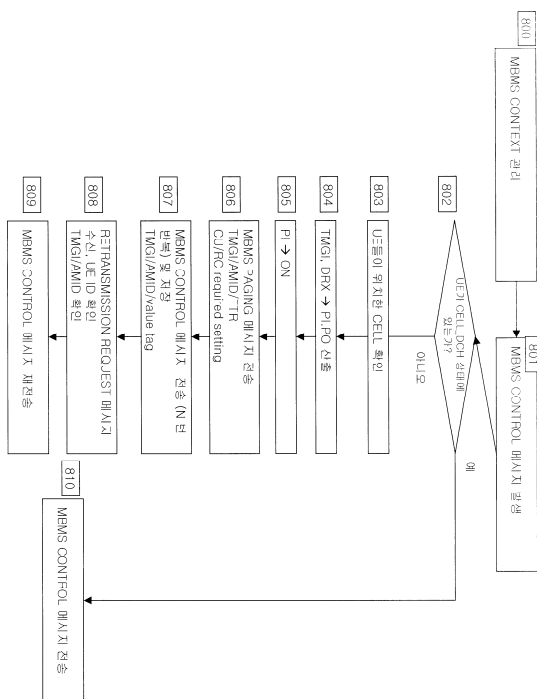 800
MBMS CONTEXT 관리
801
MBMS CONTROL 메시지 발생
802
UE가 CELL_DCH 상태에
있는가?
아니오
예
803
UE들이 위치한 CELL 확인
804
TMGI, DRX → PI,PO 산출
805
PI → ON
806
MBMS PAGING 메시지 전송
TMGI/AMID/TTR
CU/RC required setting
807
MBMS CONTROL 메시지 전송 (N 번
반복) 및 저장
TMGI/AMID/value tag
808
RETRANSMISSION REQUEST 메시지
수신, UE ID 확인
TMGI/AMID 확인
809
MBMS CONTROL 메시지 재전송
810
MBMS CONTROL 메시지 전송